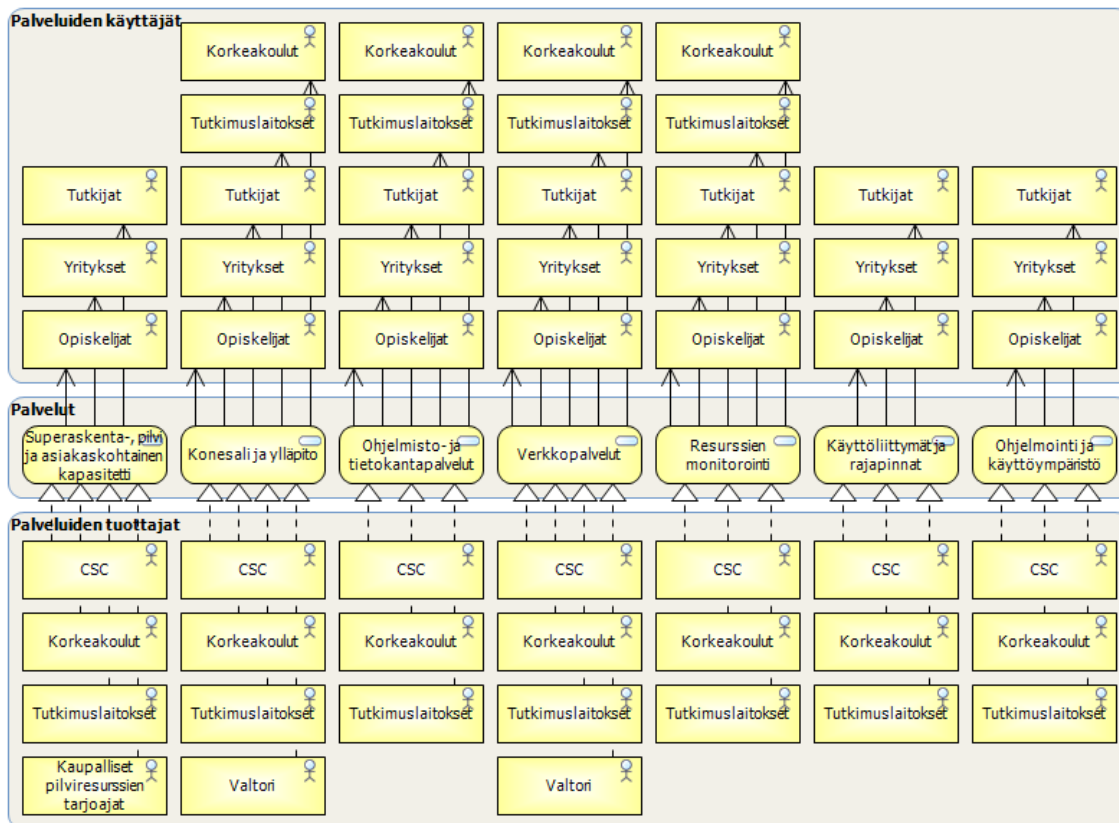 Palveluiden käyttäjät
Korkeakoulut
Korkeakoulut
Korkeakoulut
Korkeakoulut
Tutkimuslaitokset
Tutkimuslaitokset
Tutkimuslaitokset
Tutkimuslaitokset
Tutkijat
Tutkijat
Tutkijat
Tutkijat
Tutkijat
Tutkijat
Tutkijat
Yritykset
Yritykset
Yritykset
Yritykset
Yritykset
Yritykset
Yritykset
Opiskelijat
Opiskelijat
Opiskelijat
Opiskelijat
Opiskelijat
Opiskelijat
Opiskelijat
Palvelut
Superaskenta-, pilvi
ja asiakaskohtainen
kapasitetti
Konesali ja ylläpito
Ohjelmisto- ja
tietokantapalvelut
Verkkopalvelut
Resurssien
monitorointi
Käyttöliittymät ja
rajapinnat
Ohjelmointi ja
käyttöympäristö
Palveluiden tuottajat
CSC
CSC
CSC
CSC
CSC
CSC
CSC
Korkeakoulut
Korkeakoulut
Korkeakoulut
Korkeakoulut
Korkeakoulut
Korkeakoulut
Korkeakoulut
Tutkimuslaitokset
Tutkimuslaitokset
Tutkimuslaitokset
Tutkimuslaitokset
Tutkimuslaitokset
Tutkimuslaitokset
Tutkimuslaitokset
Kaupalliset
pilviresurssien
tarjoajat
Valtori
Valtori